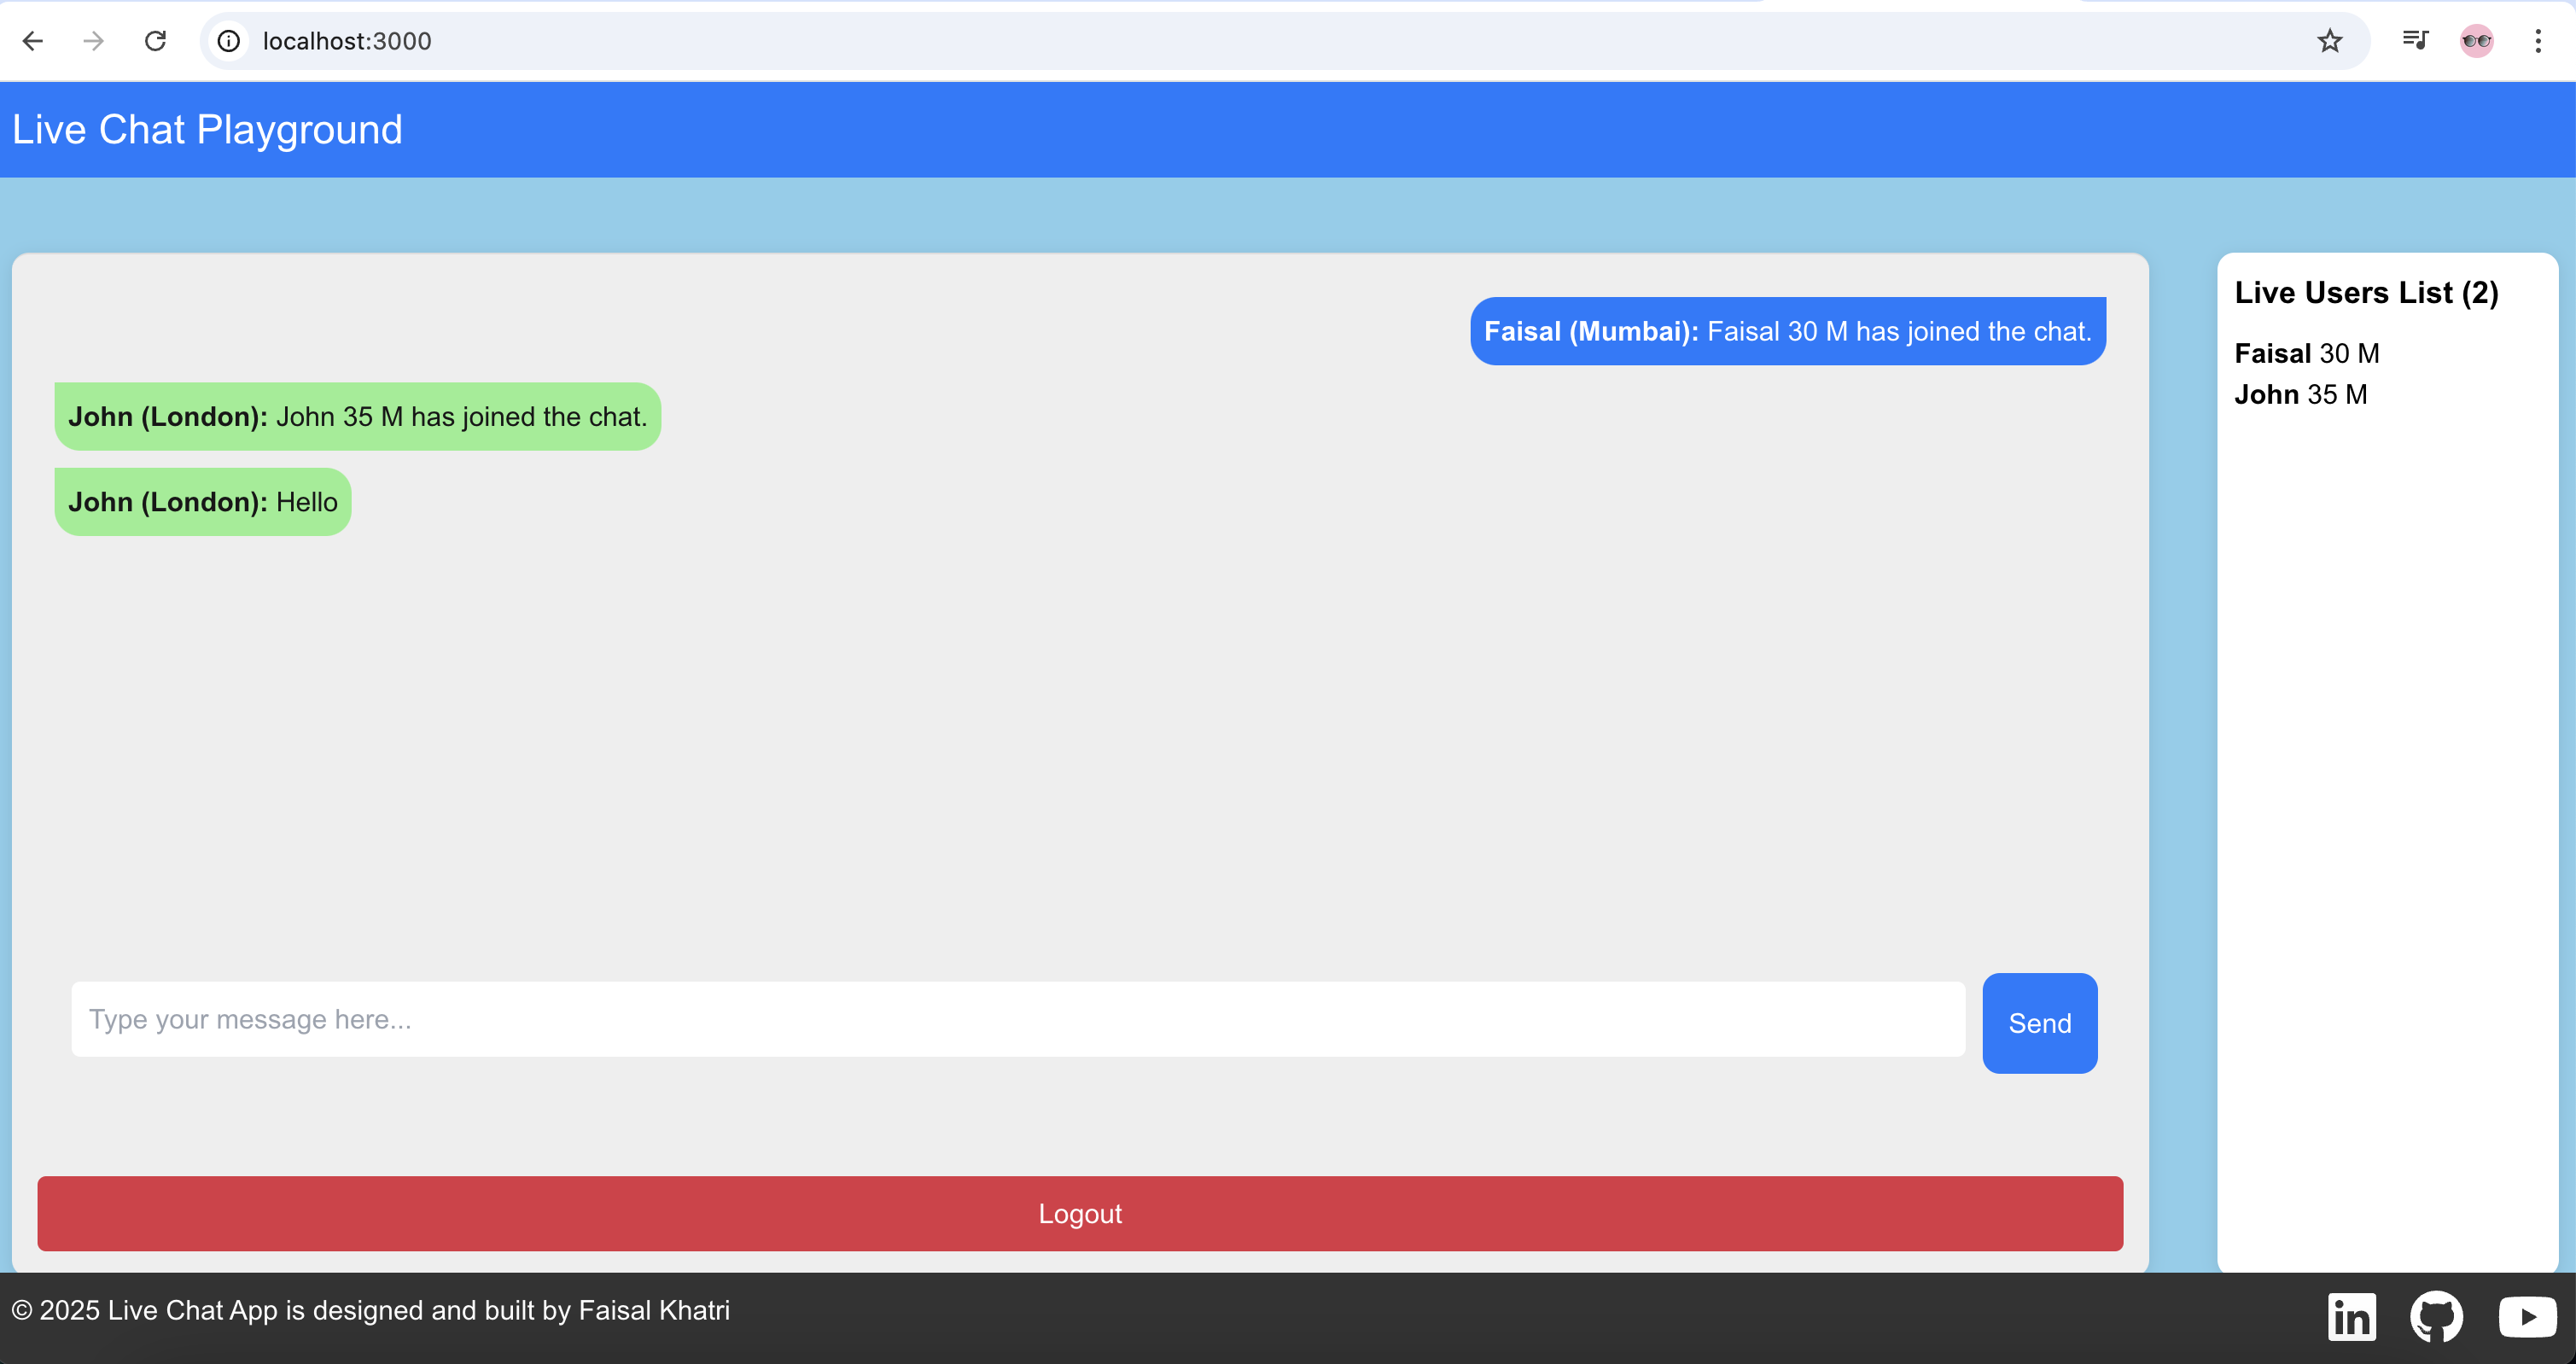 localhost:3000
Live Chat Playground
Faisal (Mumbai): Faisal 30 M has joined the chat.
John (London): John 35 M has joined the chat.
John (London): Hello
Type your message here...
Send
Logout
Live Users List (2)
Faisal 30 M
John 35 M
© 2025 Live Chat App is designed and built by Faisal Khatri
in